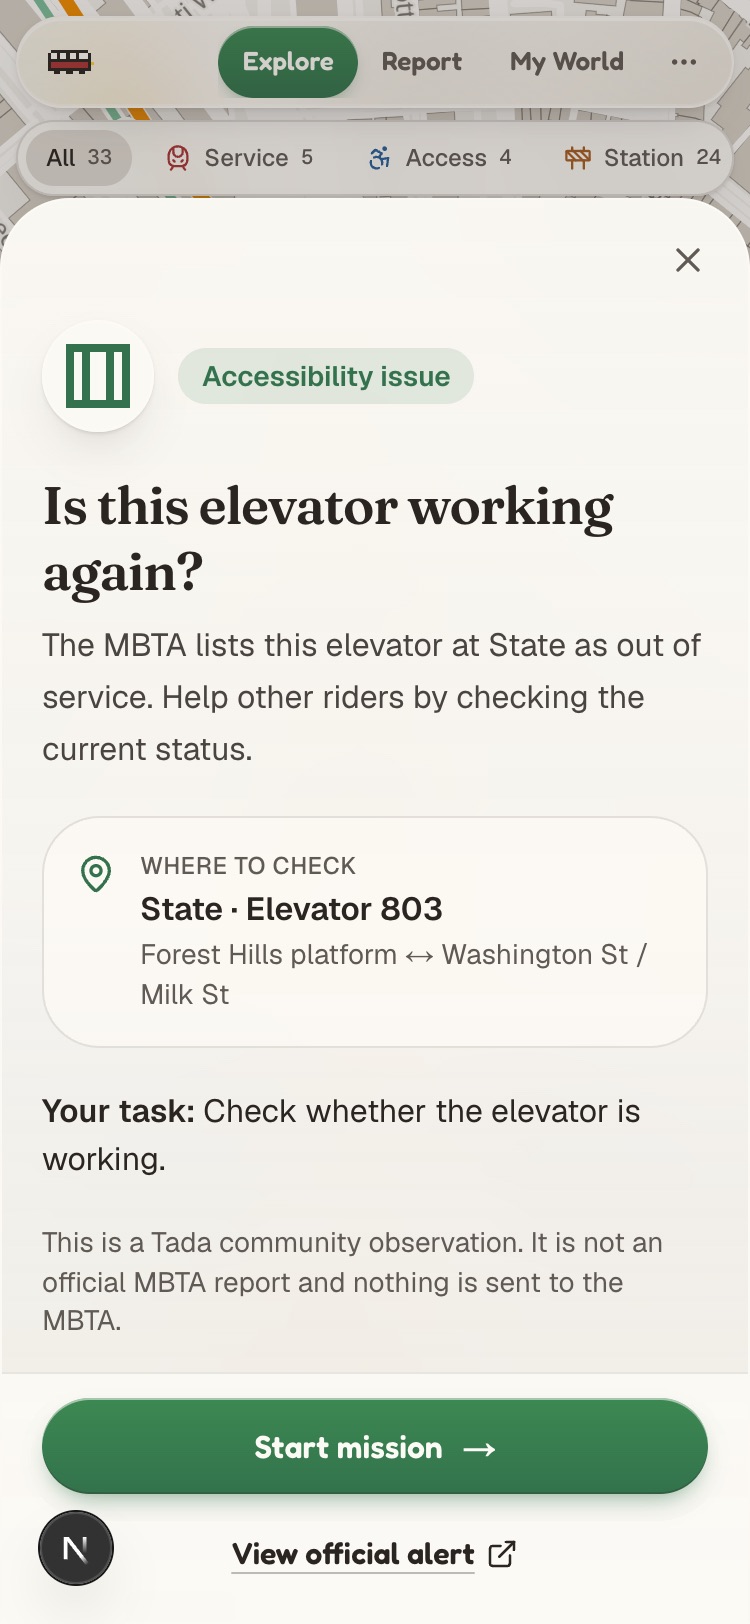 Explore Report My World
All 33 Service 5 Access 4 Station 24
Accessibility issue
Is this elevator working
again?
The MBTA lists this elevator at State as out of
service. Help other riders by checking the
current status.
WHERE TO CHECK
State · Elevator 803
Forest Hills platform ↔ Washington St /
Milk St
Your task: Check whether the elevator is
working.
This is a Tada community observation. It is not an
official MBTA report and nothing is sent to the
MBTA.
Start mission →
N
View official alert